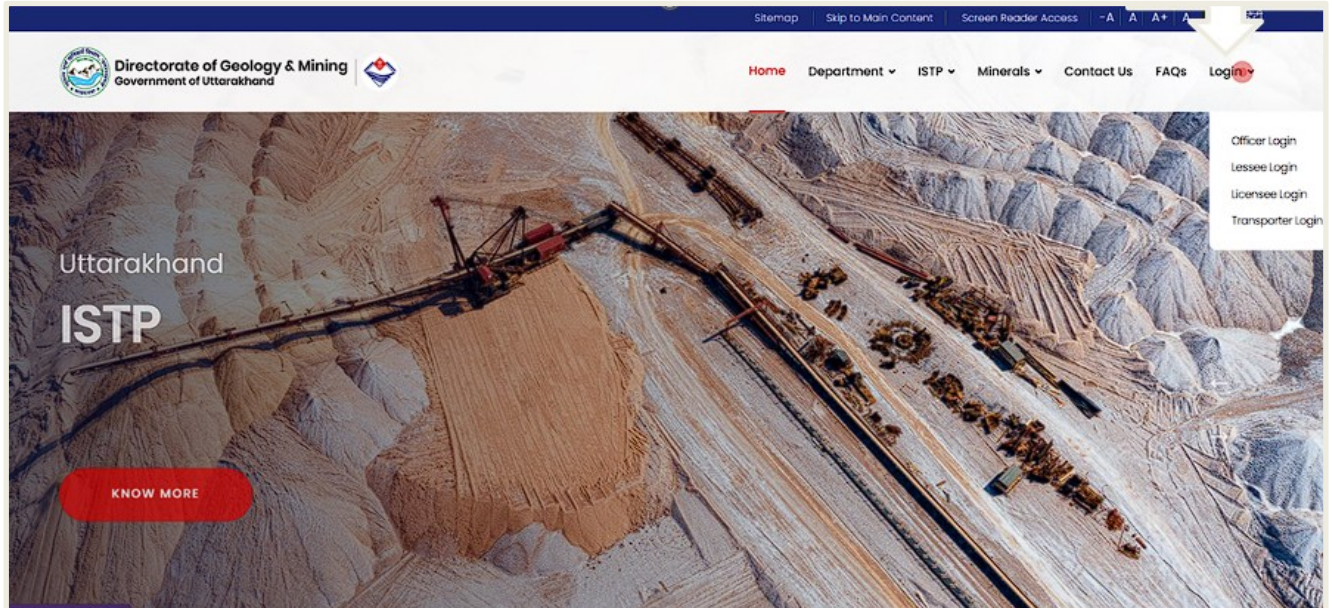 Sitemap Skip to Main Content Screen Reader Access -A A A+ A
Directorate of Geology & Mining
Government of Uttarakhand
Home Department ISTP Minerals Contact Us FAQs Login
Officer Login
Lessee Login
Licensee Login
Transporter Login
Uttarakhand
ISTP
KNOW MORE